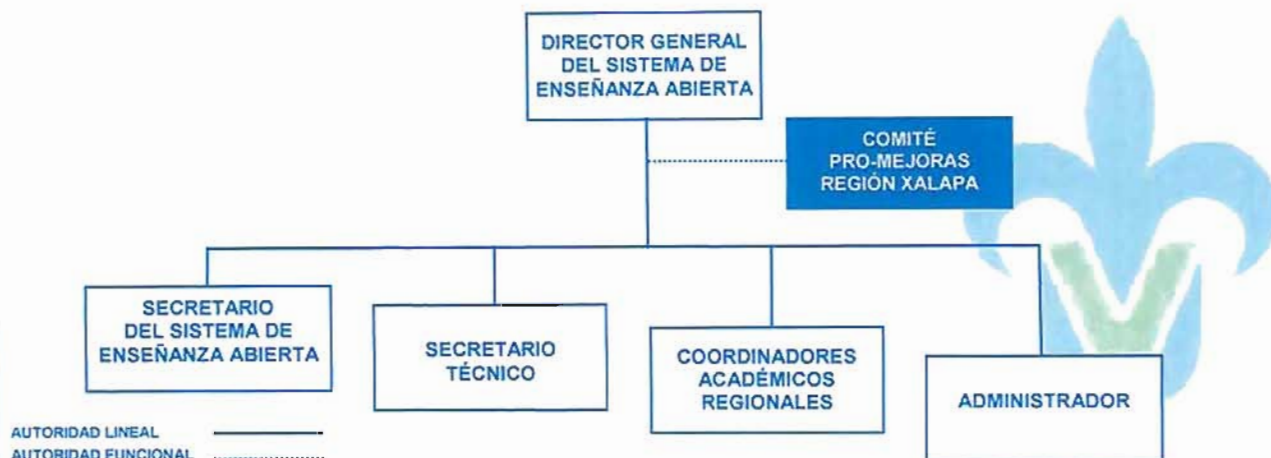 DIRECTOR GENERAL
DEL SISTEMA DE
ENSEÑANZA ABIERTA
COMITÉ
PRO-MEJORAS
REGIÓN XALAPA
SECRETARIO
DEL SISTEMA DE
ENSEÑANZA ABIERTA
SECRETARIO
TÉCNICO
COORDINADORES
ACADÉMICOS
REGIONALES
ADMINISTRADOR
AUTORIDAD LINEAL
AUTORIDAD FUNCIONAL